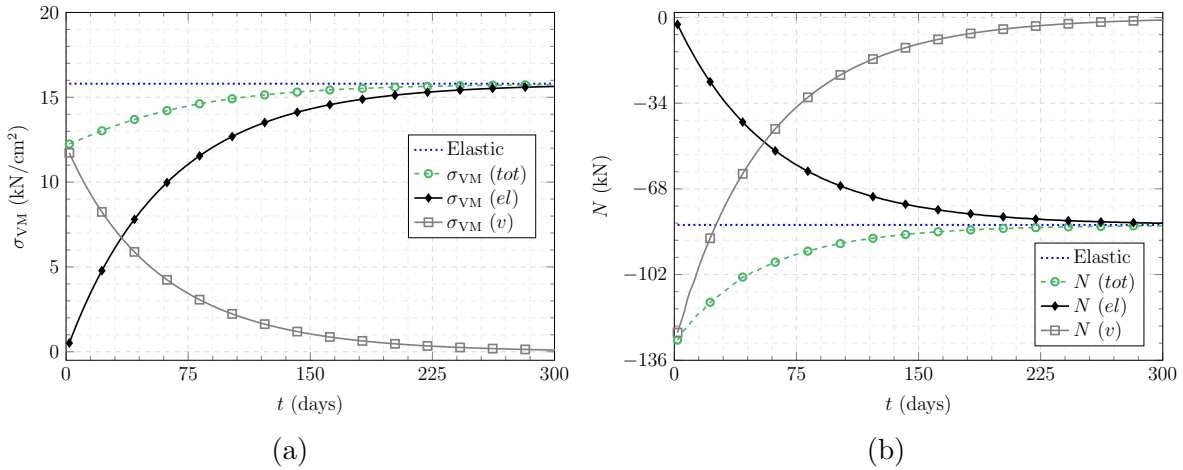 20
15
10
5
0
σVM (kN/cm²)
0 75 150 225 300
t (days)
Elastic
σVM (tot)
σVM (el)
σVM (v)
(a)
0
−34
−68
−102
−136
N (kN)
0 75 150 225 300
t (days)
Elastic
N (tot)
N (el)
N (v)
(b)